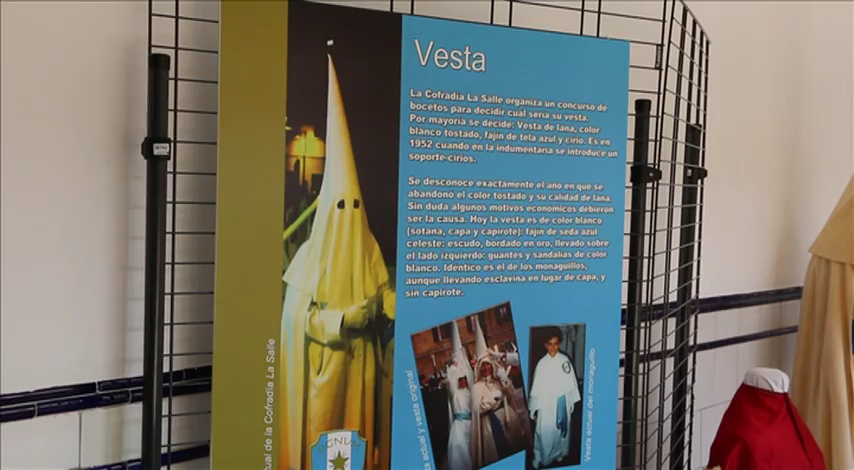 Vesta
La Cofradía La Salle organiza un concurso de
bocetos para decidir cual sería su vesta.
Por mayoría se decide: Vesta de lana, color
blanco tostado, fajín de tela azul y cirio. Es en
1952 cuando en la indumentaria se introduce un
soporte-cirios.
Se desconoce exactamente el año en que se
abandonó el color tostado y su calidad de lana.
Sin duda algunos motivos economicos debieron
ser la causa. Hoy la vesta es de color blanco
(sotana, capa y capirote): fajín de seda azul
celeste: escudo, bordado en oro, llevado sobre
el lado izquierdo: guantes y sandalias de color
blanco. Identico es el de los monaguillos,
aunque llevando esclavina en lugar de capa, y
sin capirote.
de la Cofradía La Salle
actual y vesta original
Vesta actual del monaguillo